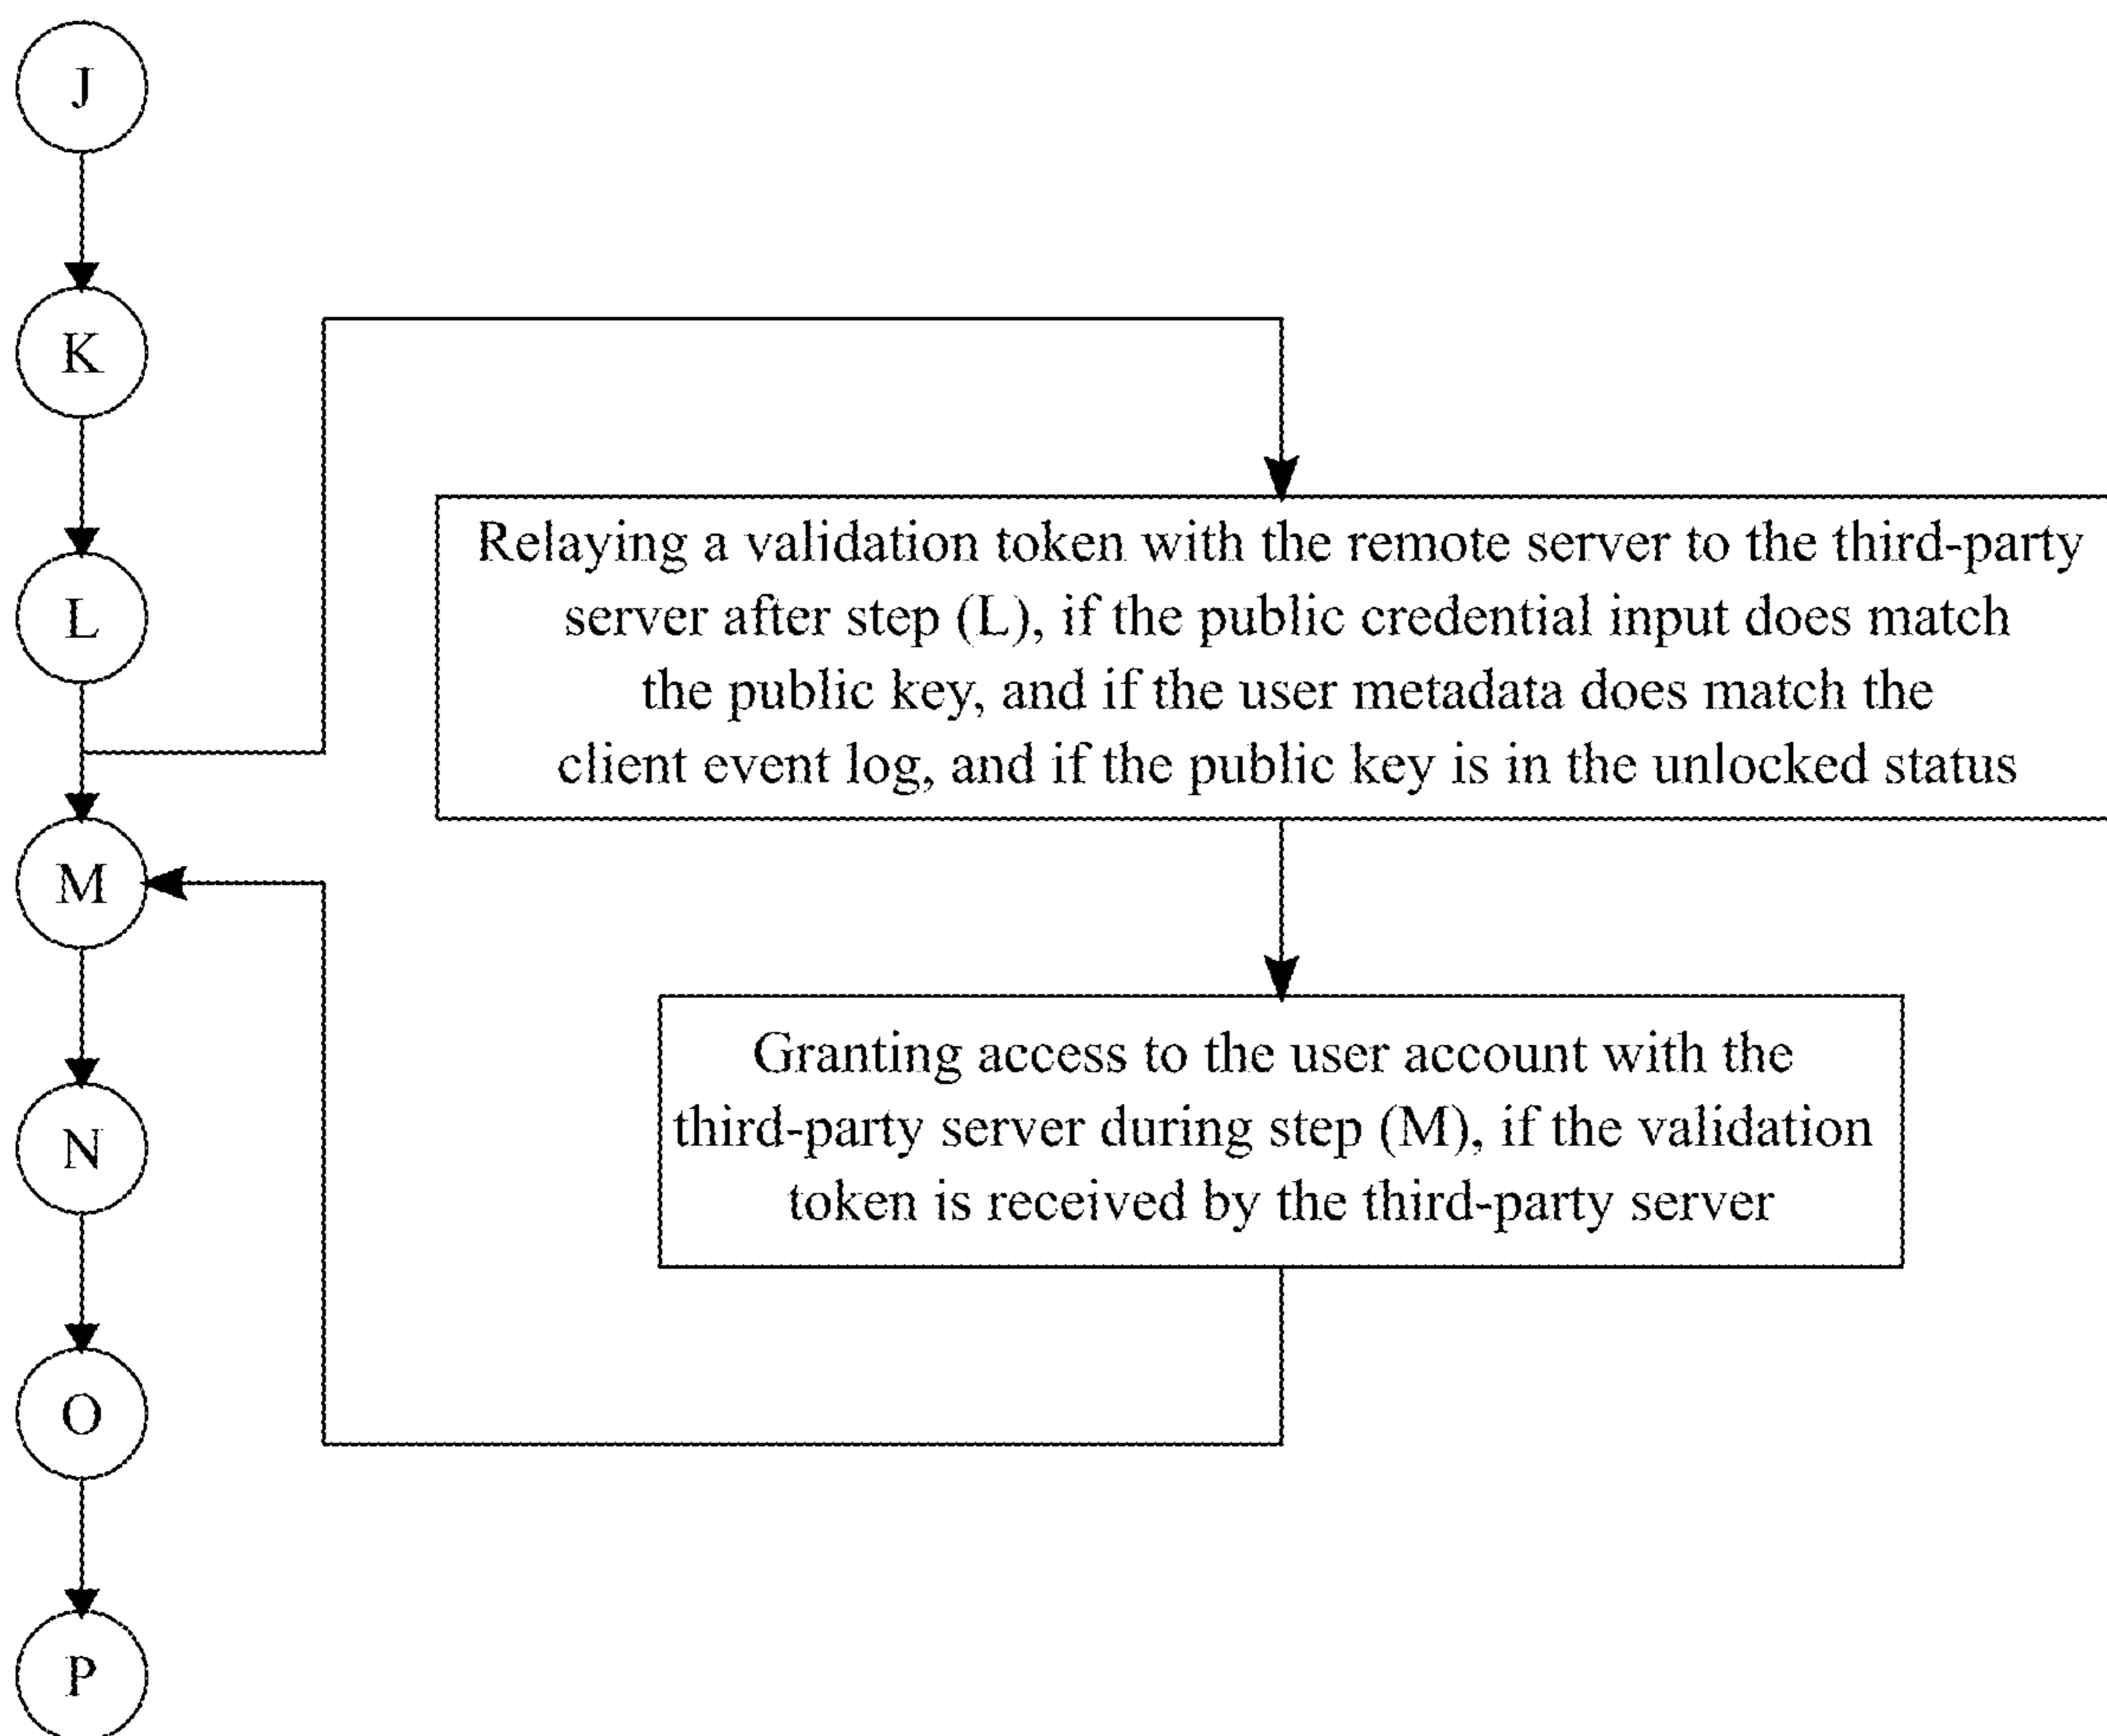 J
K
L
Relaying a validation token with the remote server to the third-party
server after step (L), if the public credential input does match
the public key, and if the user metadata does match the
client event log, and if the public key is in the unlocked status
M
Granting access to the user account with the
third-party server during step (M), if the validation
token is received by the third-party server
N
O
P